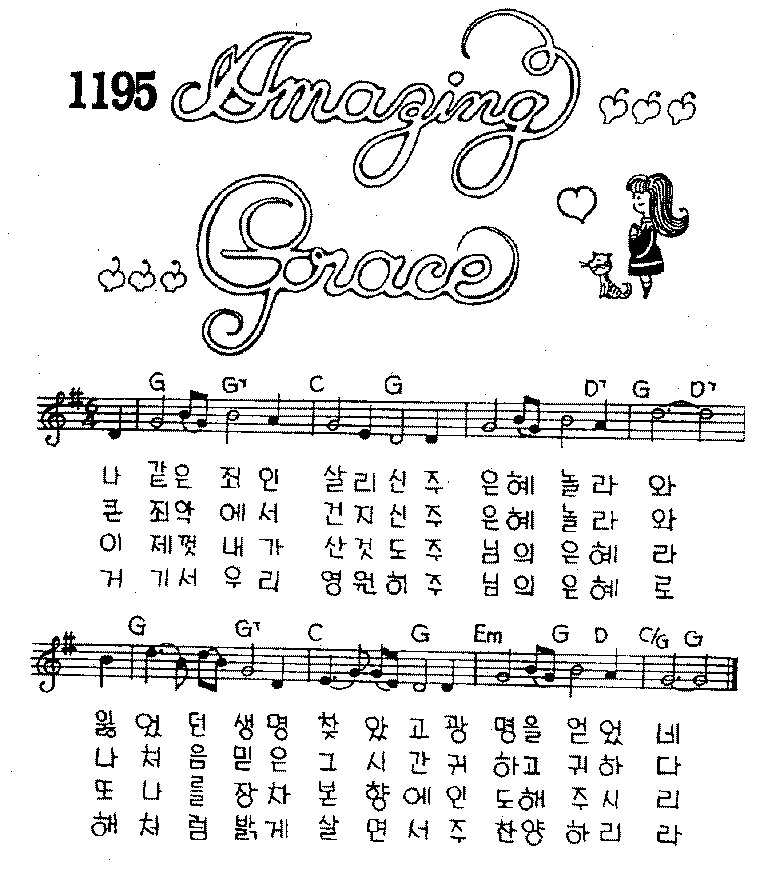 1195 Amazing
Grace
G G7 C G D7 G D7
6/4
나 같은 죄인 살리신주 은혜 놀라 와
큰 죄악에서 건지신주 은혜 놀라 와
이 제껏내가 산것도주 님의 은혜 라
거 기서우리 영원히주 님의 은혜 로
G G7 C G Em G D C/G G
잃 었 던 생명 찾 았 고 광 명을 얻었 네
나 처 음 믿은 그 시 간 귀 하고 귀하 다
또 나 를 장차 본 향 에 인 도해 주시 리
해 처 럼 밝게 살 면 서 주 찬양 하리 라